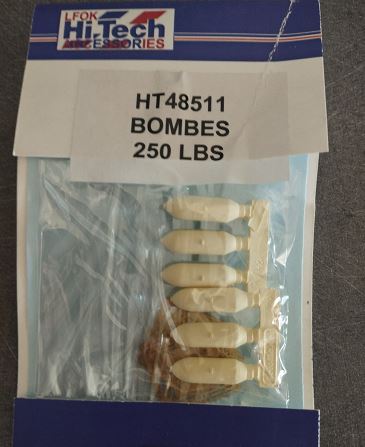 LFOK
Hi-Tech
ACCESSORIES
HT48511
BOMBES
250 LBS